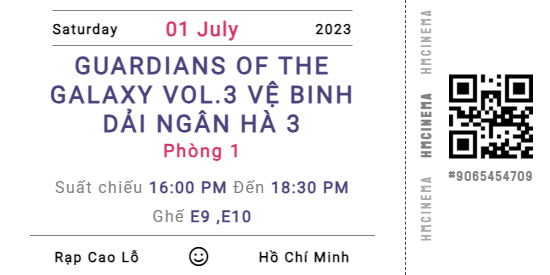 Saturday 01 July 2023
GUARDIANS OF THE
GALAXY VOL.3 VỆ BINH
DẢI NGÂN HÀ 3
Phòng 1
Suất chiếu 16:00 PM Đến 18:30 PM
Ghế E9 ,E10
Rạp Cao Lỗ Hồ Chí Minh
HMCINEMA
HMCINEMA
HMCINEMA
#9065454709